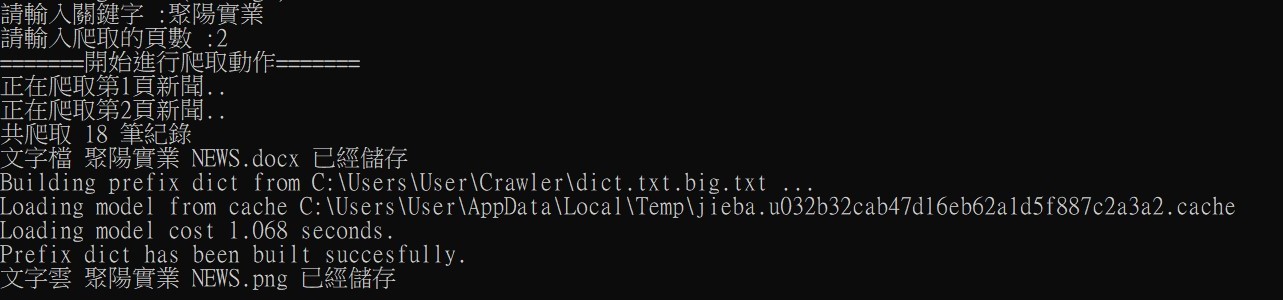 請輸入關鍵字 :聚陽實業
請輸入爬取的頁數 :2
=======開始進行爬取動作=======
正在爬取第1頁新聞..
正在爬取第2頁新聞..
共爬取 18 筆紀錄
文字檔 聚陽實業 NEWS.docx 已經儲存
Building prefix dict from C:\Users\User\Crawler\dict.txt.big.txt ...
Loading model from cache C:\Users\User\AppData\Local\Temp\jieba.u032b32cab47d16eb62a1d5f887c2a3a2.cache
Loading model cost 1.068 seconds.
Prefix dict has been built succesfully.
文字雲 聚陽實業 NEWS.png 已經儲存